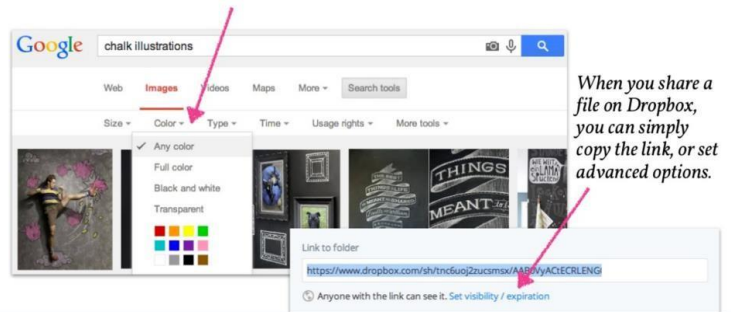 Google
chalk illustrations
Web Images Videos Maps More Search tools
Size Color Type Time Usage rights More tools
Any color
Full color
Black and white
Transparent
THINGS
MEANT
When you share a
file on Dropbox,
you can simply
copy the link, or set
advanced options.
Link to folder
https://www.dropbox.com/sh/tnc6uoj2zucsmsx/
Anyone with the link can see it. Set visibility / expiration